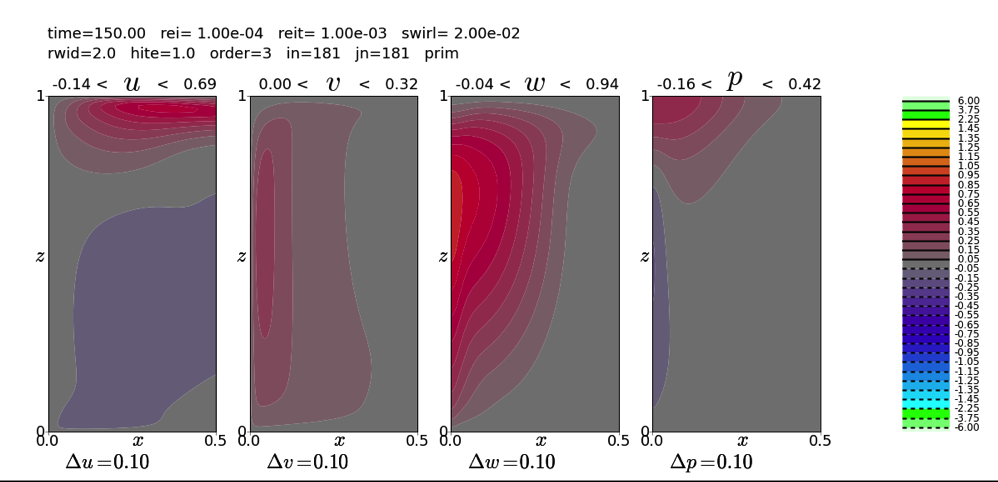 time=150.00 rei= 1.00e-04 reit= 1.00e-03 swirl= 2.00e-02
rwid=2.0 hite=1.0 order=3 in=181 jn=181 prim
-0.14 < u < 0.69
0.00 < v < 0.32
-0.04 < w < 0.94
-0.16 < p < 0.42
1
z
0
0.0
x
0.5
Δu=0.10
1
z
0
0.0
x
0.5
Δv=0.10
1
z
0
0.0
x
0.5
Δw=0.10
1
z
0
0.0
x
0.5
Δp=0.10
6.00
3.75
2.25
1.45
1.35
1.25
1.15
1.05
0.95
0.85
0.75
0.65
0.55
0.45
0.35
0.25
0.15
0.05
-0.05
-0.15
-0.25
-0.35
-0.45
-0.55
-0.65
-0.75
-0.85
-0.95
-1.05
-1.15
-1.25
-1.35
-1.45
-2.25
-3.75
-6.00